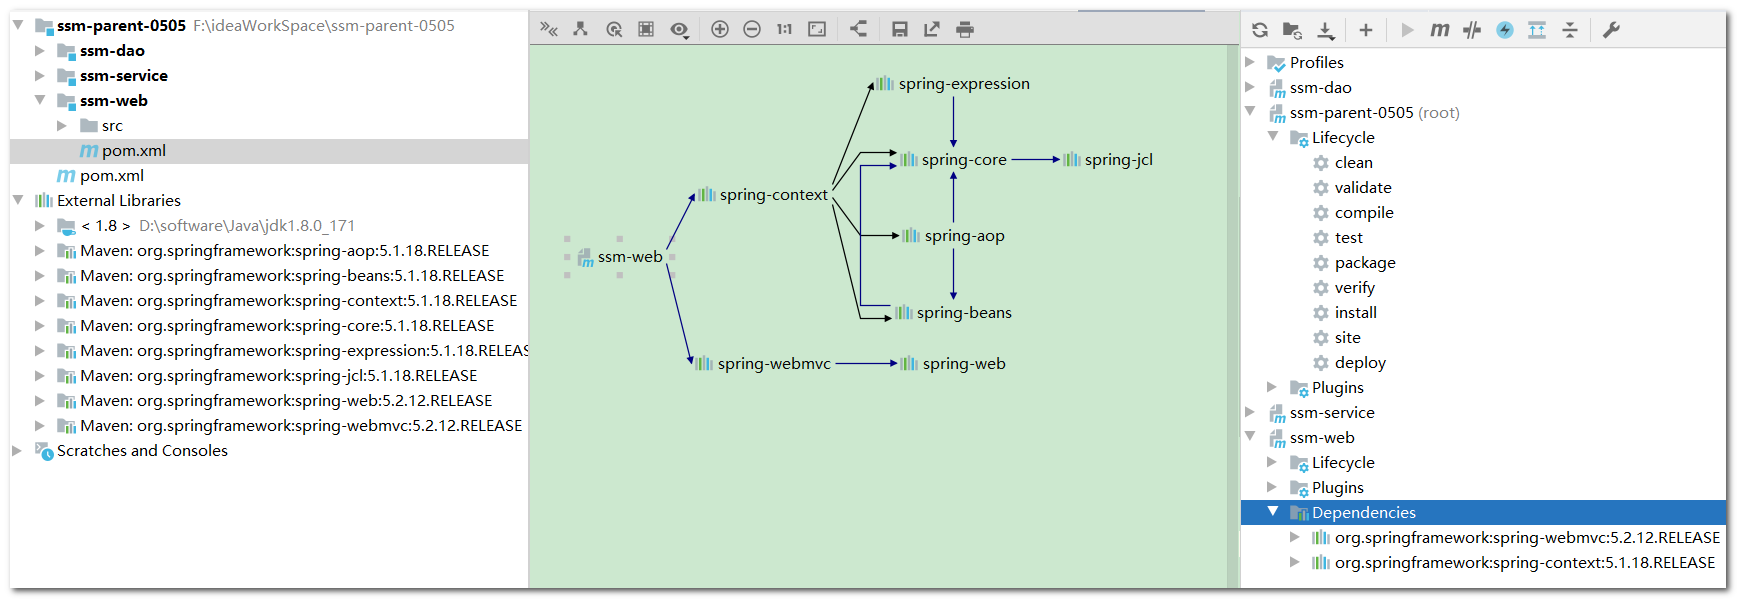 ssm-parent-0505 F:\ideaWorkSpace\ssm-parent-0505
ssm-dao
ssm-service
ssm-web
src
pom.xml
pom.xml
External Libraries
< 1.8 > D:\software\Java\jdk1.8.0_171
Maven: org.springframework:spring-aop:5.1.18.RELEASE
Maven: org.springframework:spring-beans:5.1.18.RELEASE
Maven: org.springframework:spring-context:5.1.18.RELEASE
Maven: org.springframework:spring-core:5.1.18.RELEASE
Maven: org.springframework:spring-expression:5.1.18.RELEAS
Maven: org.springframework:spring-jcl:5.1.18.RELEASE
Maven: org.springframework:spring-web:5.2.12.RELEASE
Maven: org.springframework:spring-webmvc:5.2.12.RELEASE
Scratches and Consoles
1:1
spring-expression
spring-core
spring-jcl
spring-context
spring-aop
ssm-web
spring-beans
spring-webmvc
spring-web
Profiles
ssm-dao
ssm-parent-0505 (root)
Lifecycle
clean
validate
compile
test
package
verify
install
site
deploy
Plugins
ssm-service
ssm-web
Lifecycle
Plugins
Dependencies
org.springframework:spring-webmvc:5.2.12.RELEASE
org.springframework:spring-context:5.1.18.RELEASE